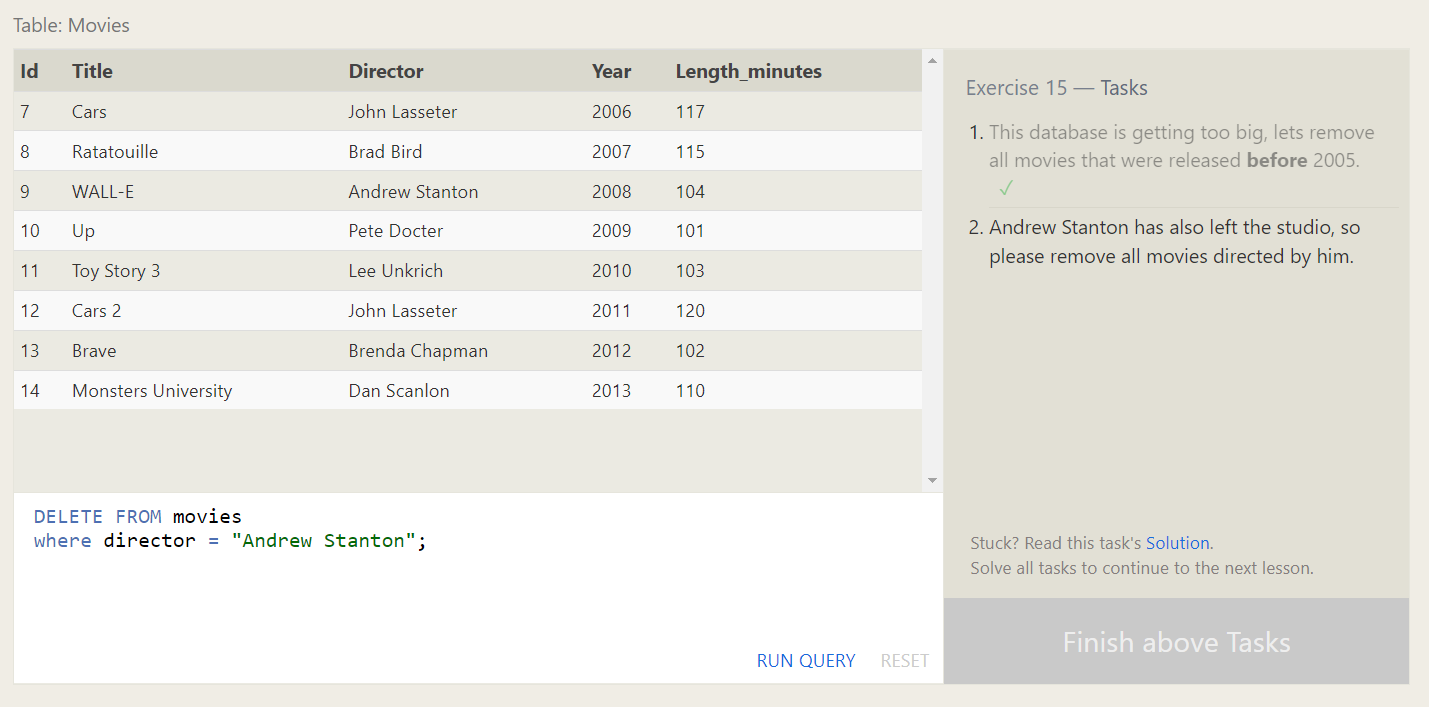 Table: Movies
Id Title Director Year Length_minutes
7 Cars John Lasseter 2006 117
8 Ratatouille Brad Bird 2007 115
9 WALL-E Andrew Stanton 2008 104
10 Up Pete Docter 2009 101
11 Toy Story 3 Lee Unkrich 2010 103
12 Cars 2 John Lasseter 2011 120
13 Brave Brenda Chapman 2012 102
14 Monsters University Dan Scanlon 2013 110
DELETE FROM movies
where director = "Andrew Stanton";
RUN QUERY RESET
Exercise 15 — Tasks
1. This database is getting too big, lets remove
all movies that were released before 2005.
✓
2. Andrew Stanton has also left the studio, so
please remove all movies directed by him.
Stuck? Read this task's Solution.
Solve all tasks to continue to the next lesson.
Finish above Tasks